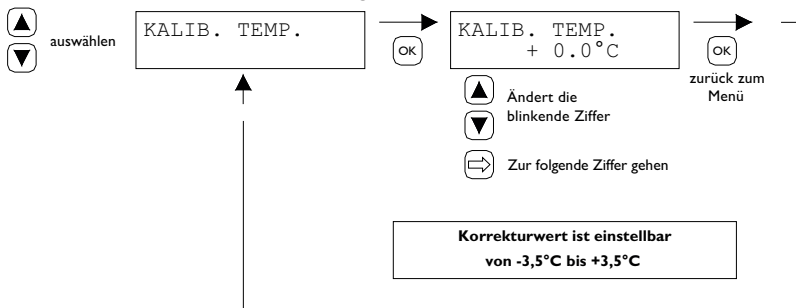 auswählen
KALIB. TEMP.
OK
KALIB. TEMP.
+ 0.0°C
OK
zurück zum
Menü
Ändert die
blinkende Ziffer
Zur folgende Ziffer gehen
Korrekturwert ist einstellbar
von -3,5°C bis +3,5°C